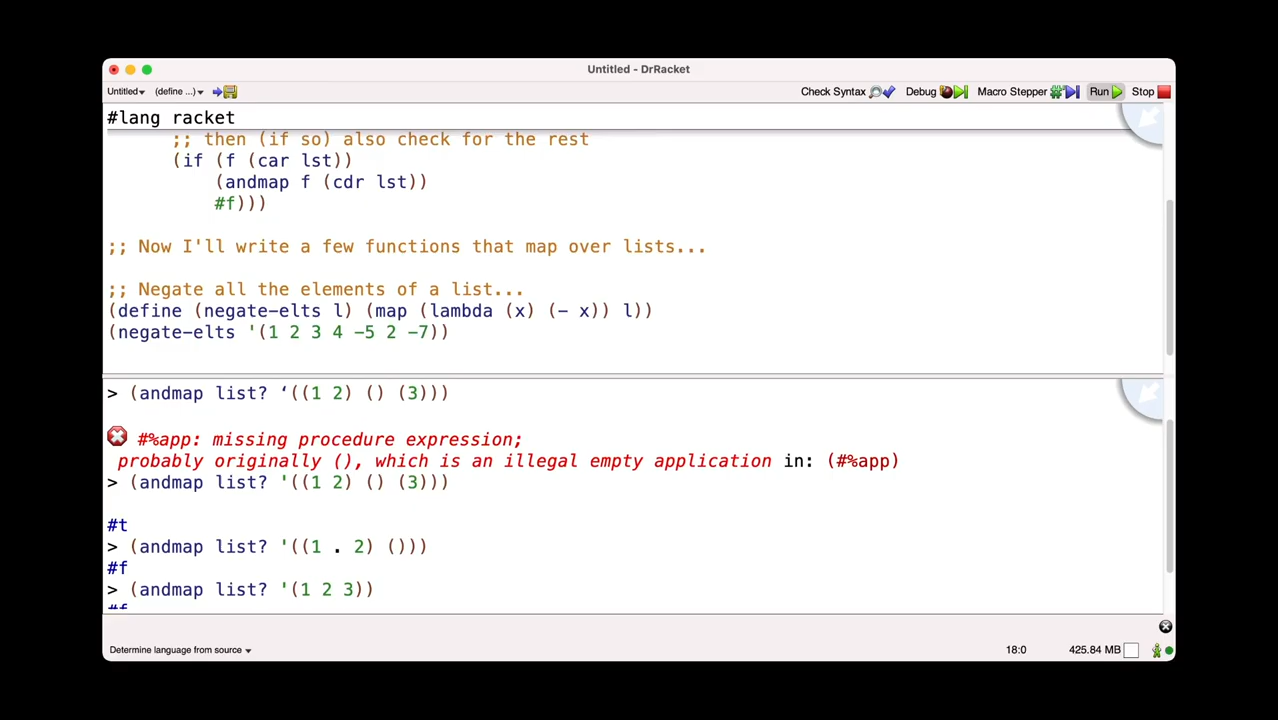 Untitled - DrRacket
Untitled (define ...) Check Syntax Debug Macro Stepper Run Stop
#lang racket
;; then (if so) also check for the rest
(if (f (car lst))
(andmap f (cdr lst))
#f)))
;; Now I'll write a few functions that map over lists...
;; Negate all the elements of a list...
(define (negate-elts l) (map (lambda (x) (- x)) l))
(negate-elts '(1 2 3 4 -5 2 -7))
> (andmap list? ‘((1 2) () (3)))
#%app: missing procedure expression;
probably originally (), which is an illegal empty application in: (#%app)
> (andmap list? '((1 2) () (3)))
#t
> (andmap list? '((1 . 2) ()))
#f
> (andmap list? '(1 2 3))
#f
Determine language from source 18:0 425.84 MB